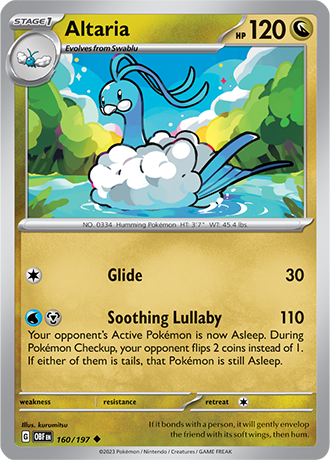 STAGE 1
Altaria
HP 120
Evolves from Swablu
NO. 0334 Humming Pokémon HT: 3'7" WT: 45.4 lbs.
Glide 30
Soothing Lullaby 110
Your opponent's Active Pokémon is now Asleep. During
Pokémon Checkup, your opponent flips 2 coins instead of 1.
If either of them is tails, that Pokémon is still Asleep.
weakness resistance retreat
Illus. kurumitsu
If it bonds with a person, it will gently envelop
the friend with its soft wings, then hum.
G OBF EN 160/197
©2023 Pokémon / Nintendo / Creatures / GAME FREAK